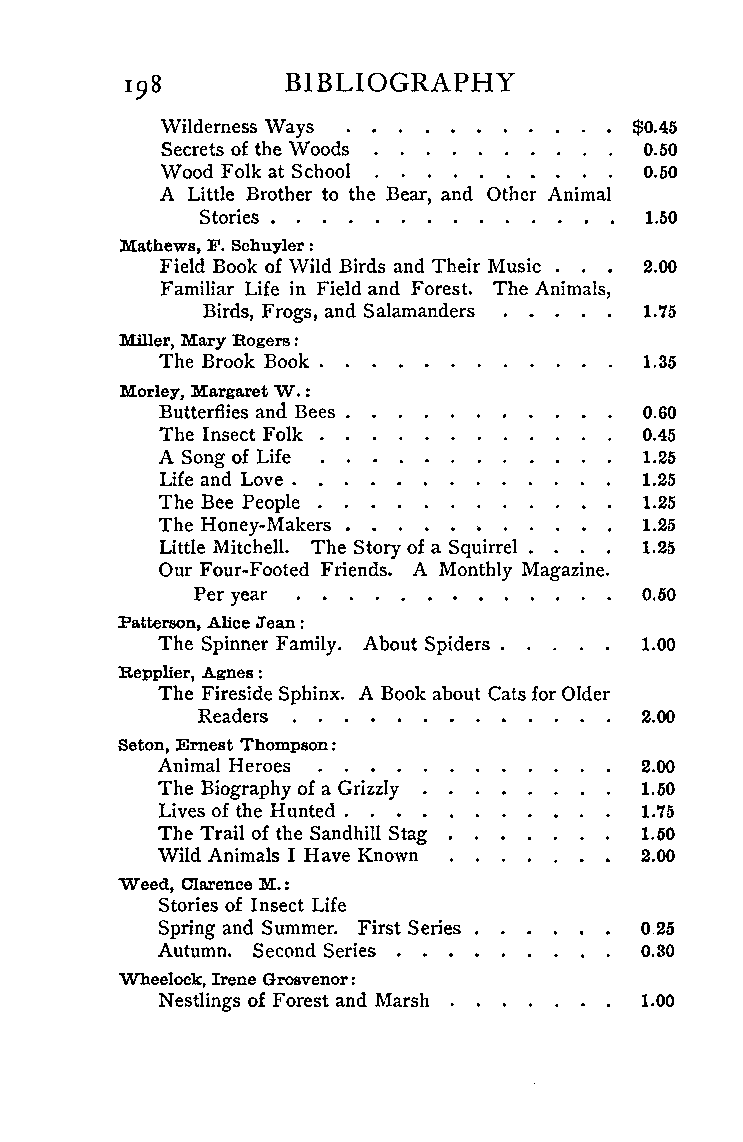 198 BIBLIOGRAPHY
Wilderness Ways . . . . . . . . . . . $0.45
Secrets of the Woods . . . . . . . . . . 0.50
Wood Folk at School . . . . . . . . . . 0.50
A Little Brother to the Bear, and Other Animal
Stories . . . . . . . . . . . . . . 1.50
Mathews, F. Schuyler:
Field Book of Wild Birds and Their Music . . . 2.00
Familiar Life in Field and Forest. The Animals,
Birds, Frogs, and Salamanders . . . . . 1.75
Miller, Mary Rogers:
The Brook Book . . . . . . . . . . . . 1.35
Morley, Margaret W.:
Butterflies and Bees . . . . . . . . . . . 0.60
The Insect Folk . . . . . . . . . . . . 0.45
A Song of Life . . . . . . . . . . . . 1.25
Life and Love . . . . . . . . . . . . . 1.25
The Bee People . . . . . . . . . . . . 1.25
The Honey-Makers . . . . . . . . . . . 1.25
Little Mitchell. The Story of a Squirrel . . . . 1.25
Our Four-Footed Friends. A Monthly Magazine.
Per year . . . . . . . . . . . . . 0.50
Patterson, Alice Jean:
The Spinner Family. About Spiders . . . . . 1.00
Repplier, Agnes:
The Fireside Sphinx. A Book about Cats for Older
Readers . . . . . . . . . . . . . 2.00
Seton, Ernest Thompson:
Animal Heroes . . . . . . . . . . . . 2.00
The Biography of a Grizzly . . . . . . . . 1.50
Lives of the Hunted . . . . . . . . . . . 1.75
The Trail of the Sandhill Stag . . . . . . . 1.50
Wild Animals I Have Known . . . . . . . 2.00
Weed, Clarence M.:
Stories of Insect Life
Spring and Summer. First Series . . . . . . 0.25
Autumn. Second Series . . . . . . . . . 0.30
Wheelock, Irene Grosvenor:
Nestlings of Forest and Marsh . . . . . . . 1.00